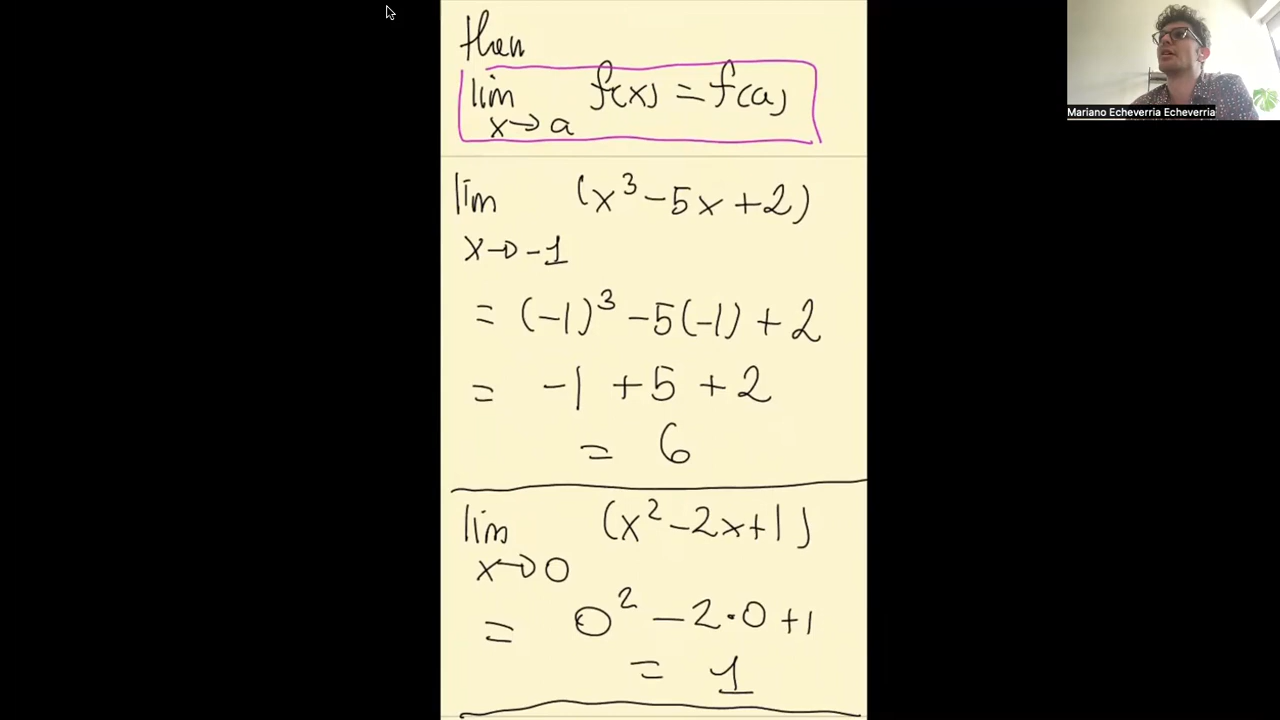 then
lim f(x) = f(a)
x→a
lim (x³ - 5x + 2)
x→-1
= (-1)³ - 5(-1) + 2
= -1 + 5 + 2
= 6
lim (x² - 2x + 1)
x→0
= 0² - 2·0 + 1
= 1
Mariano Echeverria Echeverria